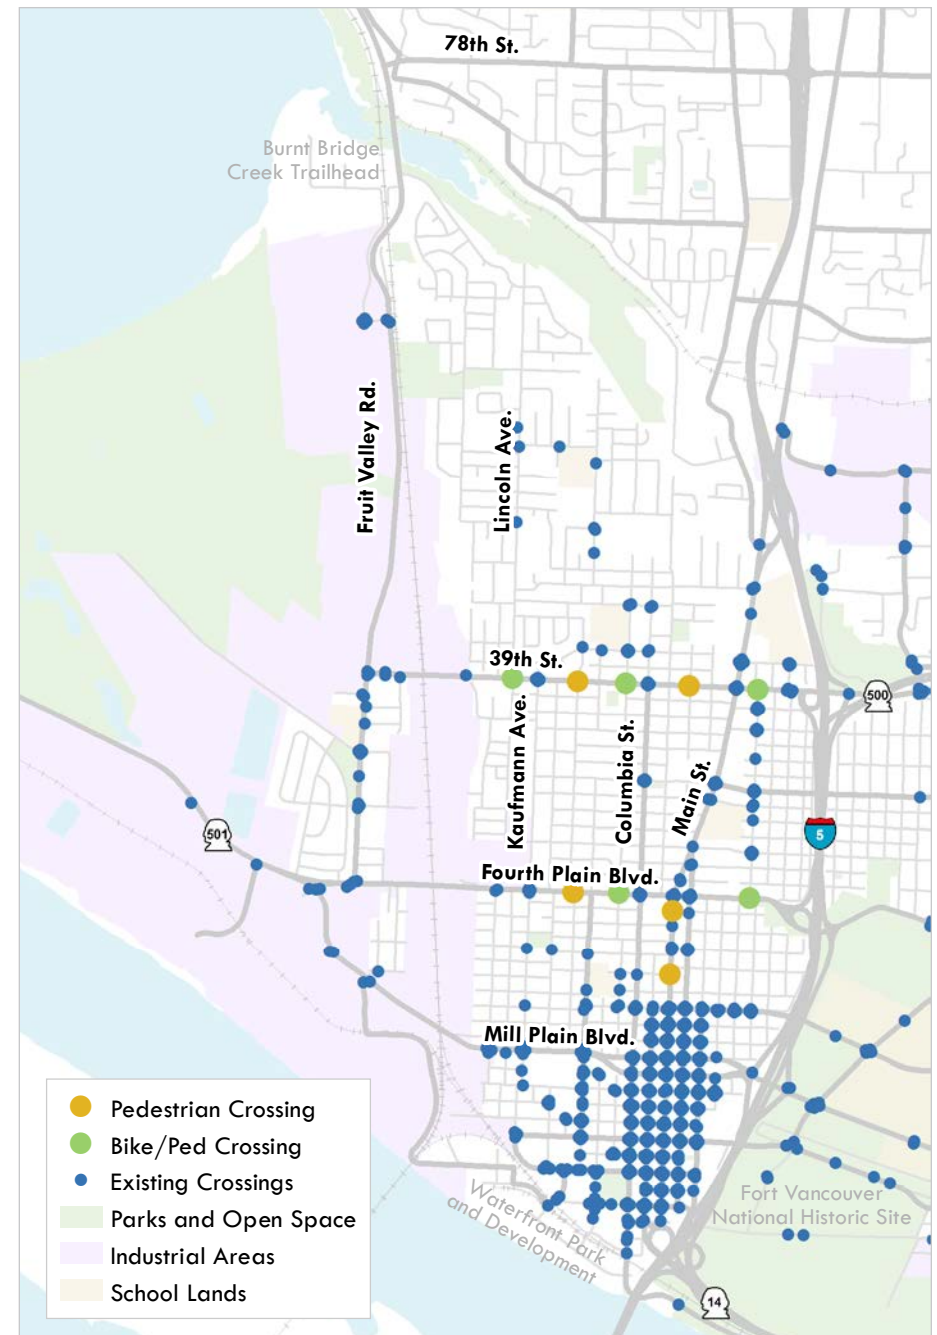 78th St.
Burnt Bridge
Creek Trailhead
Fruit Valley Rd.
Lincoln Ave.
39th St.
500
Kaufmann Ave.
Columbia St.
Main St.
501
5
Fourth Plain Blvd.
Mill Plain Blvd.
Pedestrian Crossing
Bike/Ped Crossing
Existing Crossings
Parks and Open Space
Industrial Areas
School Lands
Waterfront Park
and Development
Fort Vancouver
National Historic Site
14